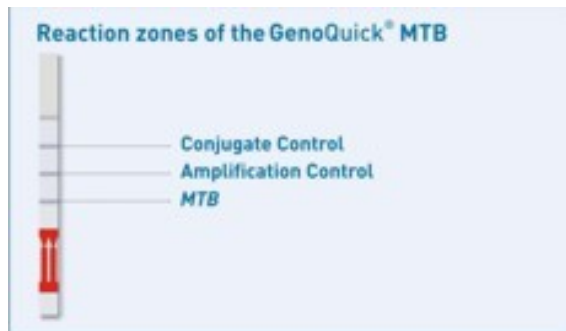 Reaction zones of the GenoQuick® MTB
Conjugate Control
Amplification Control
MTB